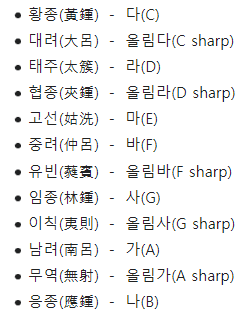 • 황종(黃鍾) - 다(C)
• 대려(大呂) - 올림다(C sharp)
• 태주(太簇) - 라(D)
• 협종(夾鍾) - 올림라(D sharp)
• 고선(姑洗) - 마(E)
• 중려(仲呂) - 바(F)
• 유빈(蕤賓) - 올림바(F sharp)
• 임종(林鍾) - 사(G)
• 이칙(夷則) - 올림사(G sharp)
• 남려(南呂) - 가(A)
• 무역(無射) - 올림가(A sharp)
• 응종(應鍾) - 나(B)